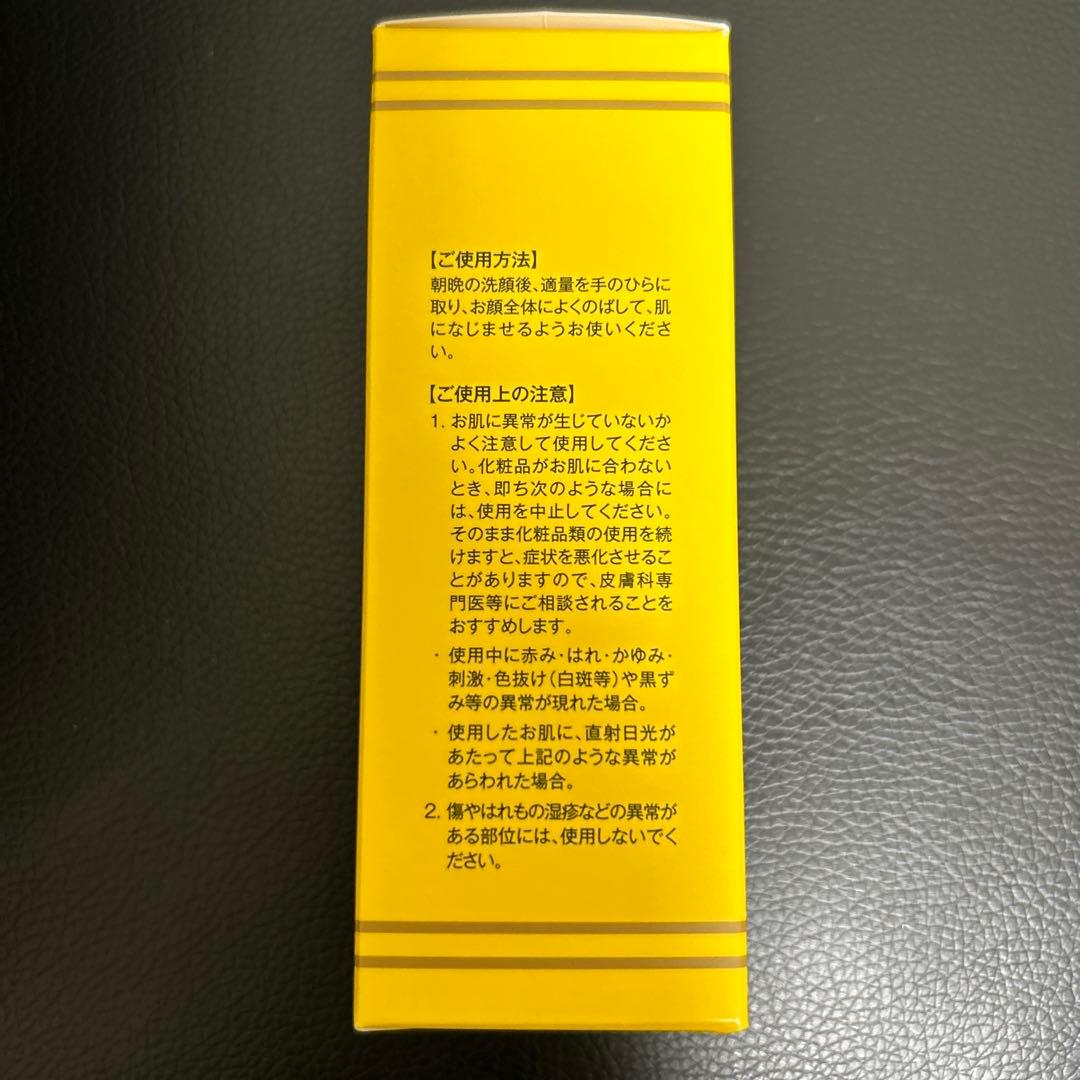 【ご使用方法】
朝晩の洗顔後、適量を手のひらに
取り、お顔全体によくのばして、肌
になじませるようお使いくださ
い。
【ご使用上の注意】
1. お肌に異常が生じていないか
よく注意して使用してくださ
い。化粧品がお肌に合わない
とき、即ち次のような場合に
は、使用を中止してください。
そのまま化粧品類の使用を続
けますと、症状を悪化させるこ
とがありますので、皮膚科専
門医等にご相談されることを
おすすめします。
・使用中に赤み・はれ・かゆみ・
刺激・色抜け(白斑等)や黒ず
み等の異常が現れた場合。
・使用したお肌に、直射日光が
あたって上記のような異常が
あらわれた場合。
2. 傷やはれもの湿疹などの異常が
ある部位には、使用しないでく
ださい。